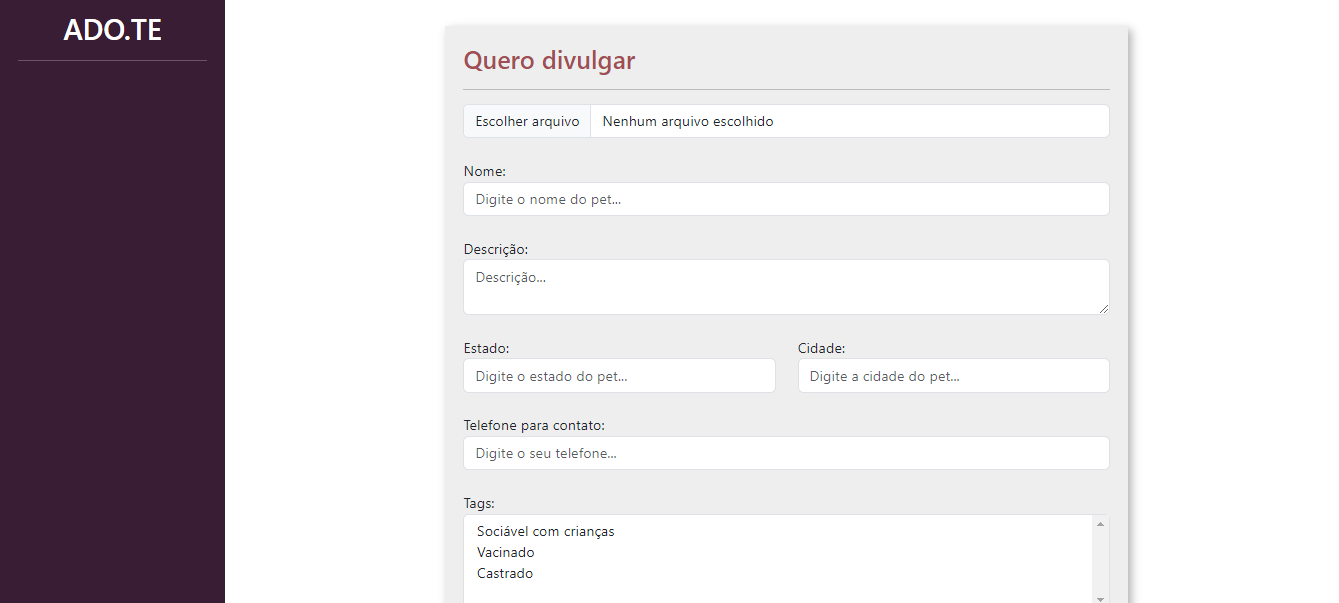 ADO.TE
Quero divulgar
Escolher arquivo Nenhum arquivo escolhido
Nome:
Digite o nome do pet...
Descrição:
Descrição...
Estado: Cidade:
Digite o estado do pet... Digite a cidade do pet...
Telefone para contato:
Digite o seu telefone...
Tags:
Sociável com crianças
Vacinado
Castrado